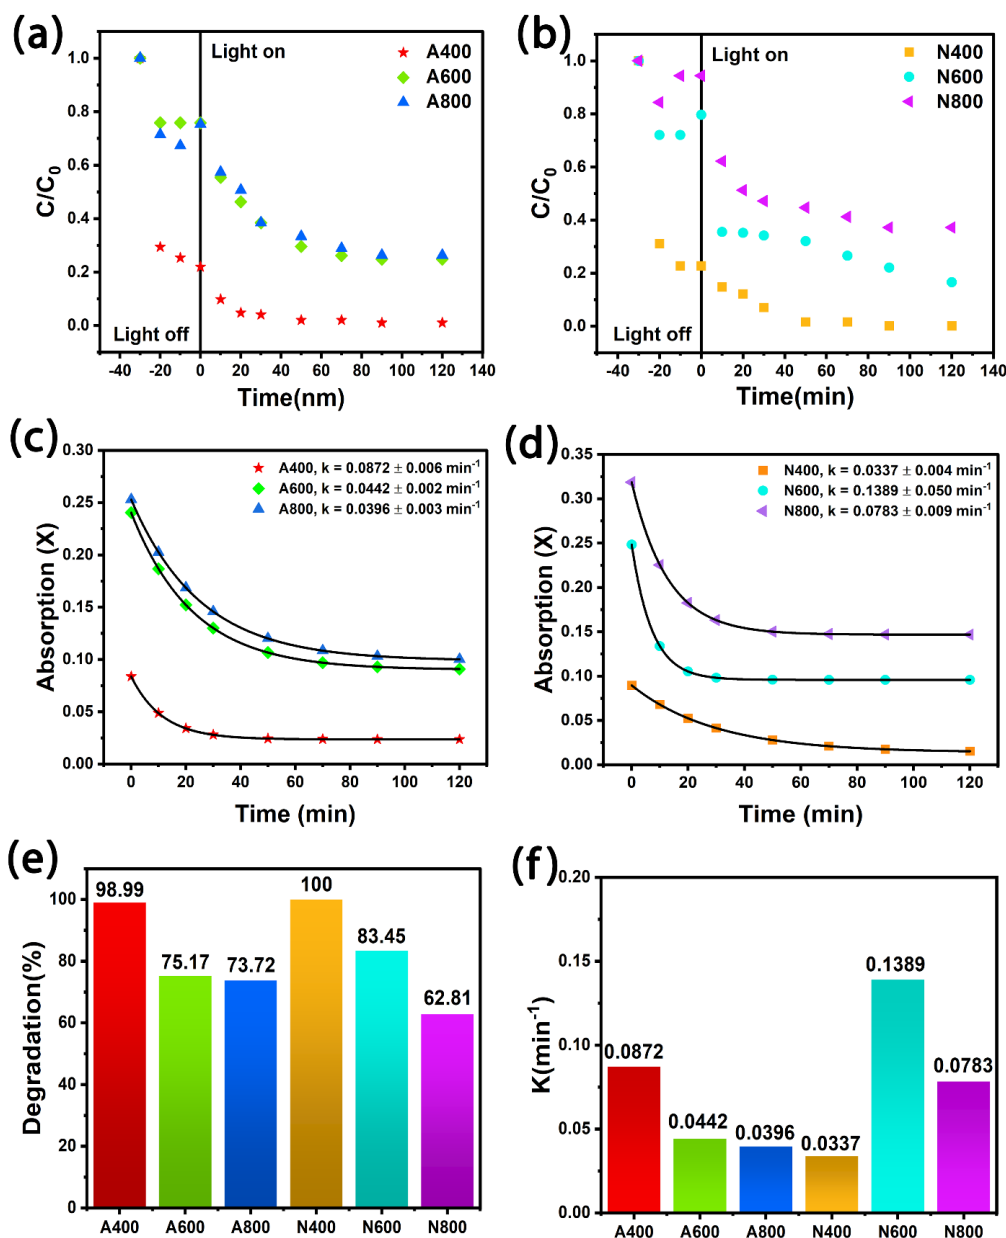 (a)
Light on
A400
A600
A800
1.0
0.8
0.6
0.4
0.2
0.0
C/C0
Light off
-40 -20 0 20 40 60 80 100 120 140
Time(nm)
(b)
Light on
N400
N600
N800
1.0
0.8
0.6
0.4
0.2
0.0
C/C0
Light off
-40 -20 0 20 40 60 80 100 120 140
Time(min)
(c)
A400, k = 0.0872 ± 0.006 min-1
A600, k = 0.0442 ± 0.002 min-1
A800, k = 0.0396 ± 0.003 min-1
0.30
0.25
0.20
0.15
0.10
0.05
0.00
Absorption (X)
0 20 40 60 80 100 120
Time (min)
(d)
N400, k = 0.0337 ± 0.004 min-1
N600, k = 0.1389 ± 0.050 min-1
N800, k = 0.0783 ± 0.009 min-1
0.35
0.30
0.25
0.20
0.15
0.10
0.05
0.00
Absorption (X)
0 20 40 60 80 100 120
Time (min)
(e)
100
80
60
40
20
0
Degradation(%)
98.99
75.17
73.72
100
83.45
62.81
A400 A600 A800 N400 N600 N800
(f)
0.20
0.15
0.10
0.05
0.00
K(min-1)
0.0872
0.0442
0.0396
0.0337
0.1389
0.0783
A400 A600 A800 N400 N600 N800